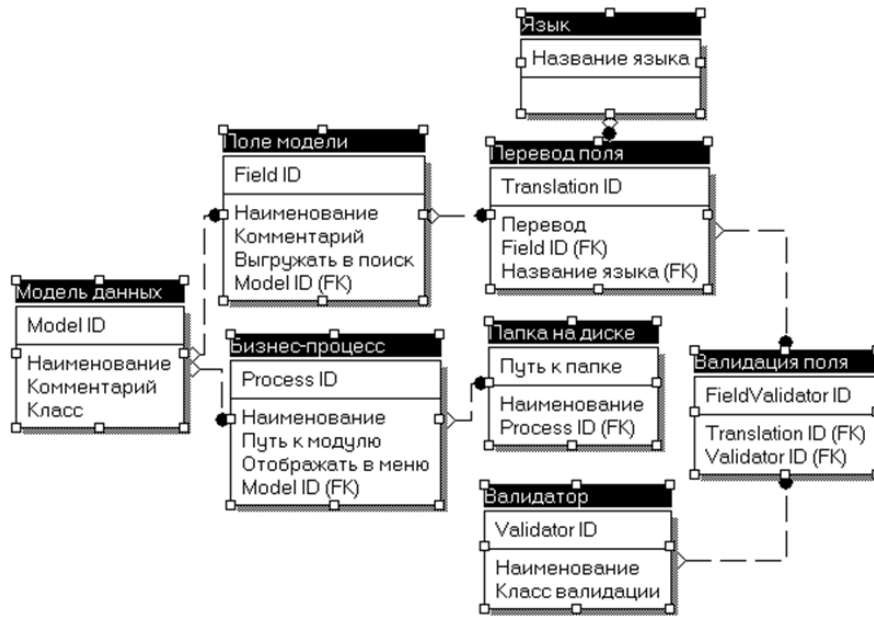 Язык
Название языка
Поле модели
Field ID
Наименование
Комментарий
Выгружать в поиск
Model ID (FK)
Перевод поля
Translation ID
Перевод
Field ID (FK)
Название языка (FK)
Модель данных
Model ID
Наименование
Комментарий
Класс
Бизнес-процесс
Process ID
Наименование
Путь к модулю
Отображать в меню
Model ID (FK)
Папка на диске
Путь к папке
Наименование
Process ID (FK)
Валидация поля
FieldValidator ID
Translation ID (FK)
Validator ID (FK)
Валидатор
Validator ID
Наименование
Класс валидации